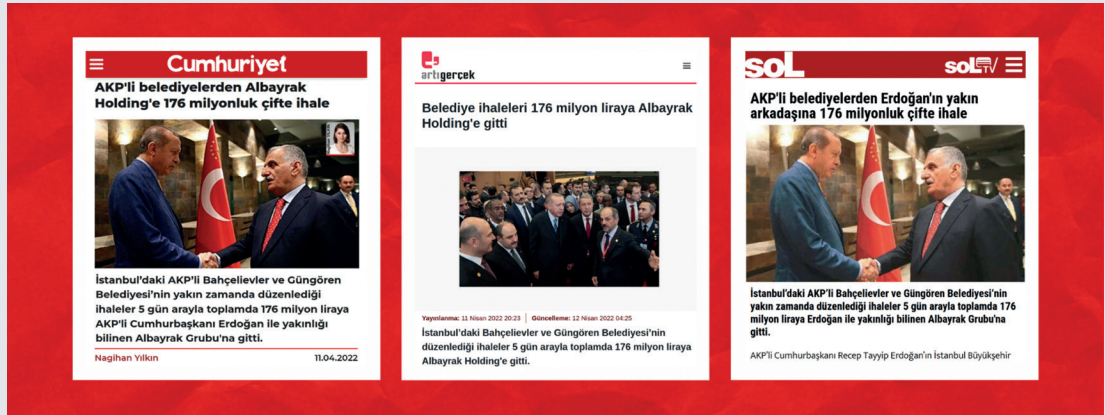 Cumhuriyet
AKP'li belediyelerden Albayrak
Holding'e 176 milyonluk çifte ihale
İstanbul'daki AKP'li Bahçelievler ve Güngören
Belediyesi'nin yakın zamanda düzenlediği
ihaleler 5 gün arayla toplamda 176 milyon liraya
AKP'li Cumhurbaşkanı Erdoğan ile yakınlığı
bilinen Albayrak Grubu'na gitti.
Nagihan Yılkın 11.04.2022
artıgerçek
Belediye ihaleleri 176 milyon liraya Albayrak
Holding'e gitti
Yayınlanma: 11 Nisan 2022 20:23 | Güncelleme: 12 Nisan 2022 04:25
İstanbul'daki Bahçelievler ve Güngören Belediyesi'nin
düzenlediği ihaleler 5 gün arayla toplamda 176 milyon liraya
Albayrak Holding'e gitti.
soL soL TV
AKP'li belediyelerden Erdoğan'ın yakın
arkadaşına 176 milyonluk çifte ihale
İstanbul'daki AKP'li Bahçelievler ve Güngören Belediyesi'nin
yakın zamanda düzenlediği ihaleler 5 gün arayla toplamda 176
milyon liraya Erdoğan ile yakınlığı bilinen Albayrak Grubu'na
gitti.
AKP'li Cumhurbaşkanı Recep Tayyip Erdoğan'ın İstanbul Büyükşehir